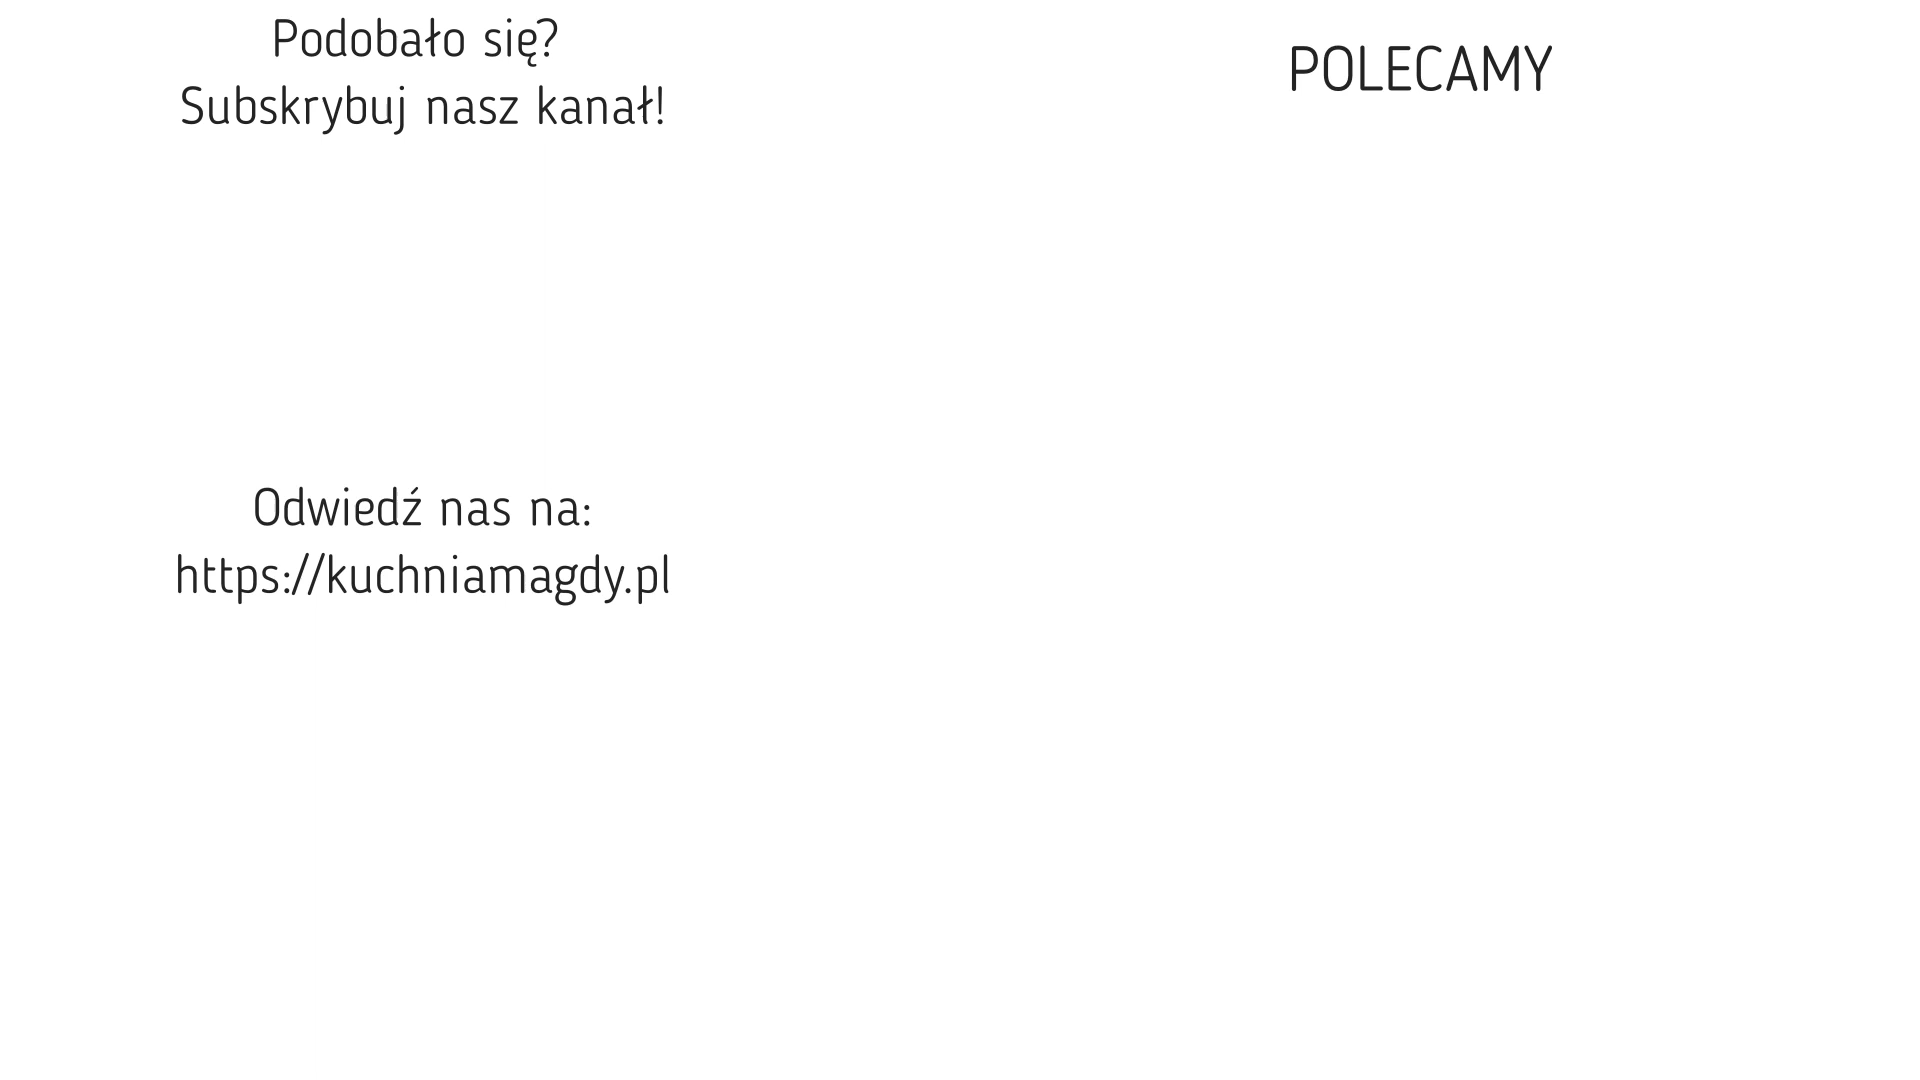 Podobało się?
Subskrybuj nasz kanał!
Odwiedź nas na:
https://kuchniamagdy.pl
POLECAMY